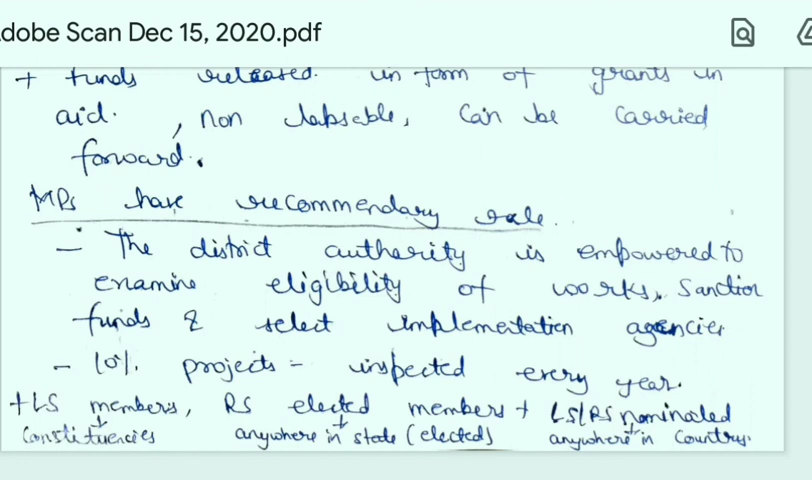 dobe Scan Dec 15, 2020.pdf
+ funds released in form of grants in
aid. , non lapsable, Can be carried
forward.
MPs have recommendary role.
- The district authority is empowered to
examine eligibility of works, Sanction
funds & select implementation agencies
- 10% projects - inspected every year.
+ LS members, RS elected members + LS/RS nominated
Constituencies anywhere in state (elected) anywhere in Country.